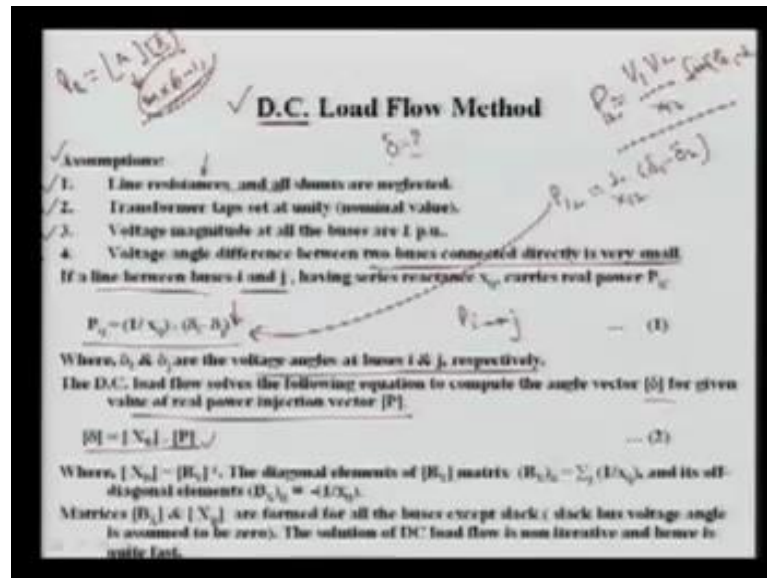 D.C. Load Flow Method
Assumptions:
1. Line resistances, and all shunts are neglected.
2. Transformer taps set at unity (nominal value).
3. Voltage magnitude at all the buses are 1 p.u..
4. Voltage angle difference between two buses connected directly is very small.
If a line between buses i and j, having series reactance xᵢⱼ, carries real power Pᵢⱼ
Pᵢⱼ = (1/ xᵢⱼ) . (δᵢ- δⱼ) ... (1)
Where, δᵢ & δⱼ are the voltage angles at buses i & j, respectively.
The D.C. load flow solves the following equation to compute the angle vector [δ] for given
value of real power injection vector [P].
[δ] = [ Xₓ] . [P] ... (2)
Where, [ Xₓ] = [Bₓ]⁻¹. The diagonal elements of [Bₓ] matrix (Bₓ)ᵢᵢ = Σⱼ (1/xᵢⱼ), and its off-
diagonal elements (Bₓ)ᵢⱼ = -(1/xᵢⱼ).
Matrices [Bₓ] & [ Xₓ] are formed for all the buses except slack ( slack bus voltage angle
is assumed to be zero). The solution of DC load flow is non iterative and hence is
quite fast.
δ = ?